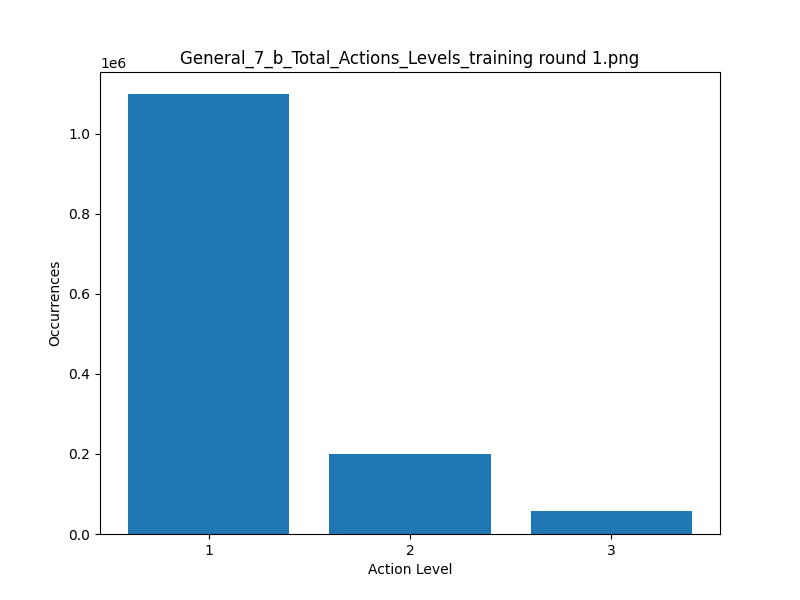 General_7_b_Total_Actions_Levels_training round 1.png
1e6
1.0
0.8
0.6
0.4
0.2
0.0
Occurrences
1 2 3
Action Level